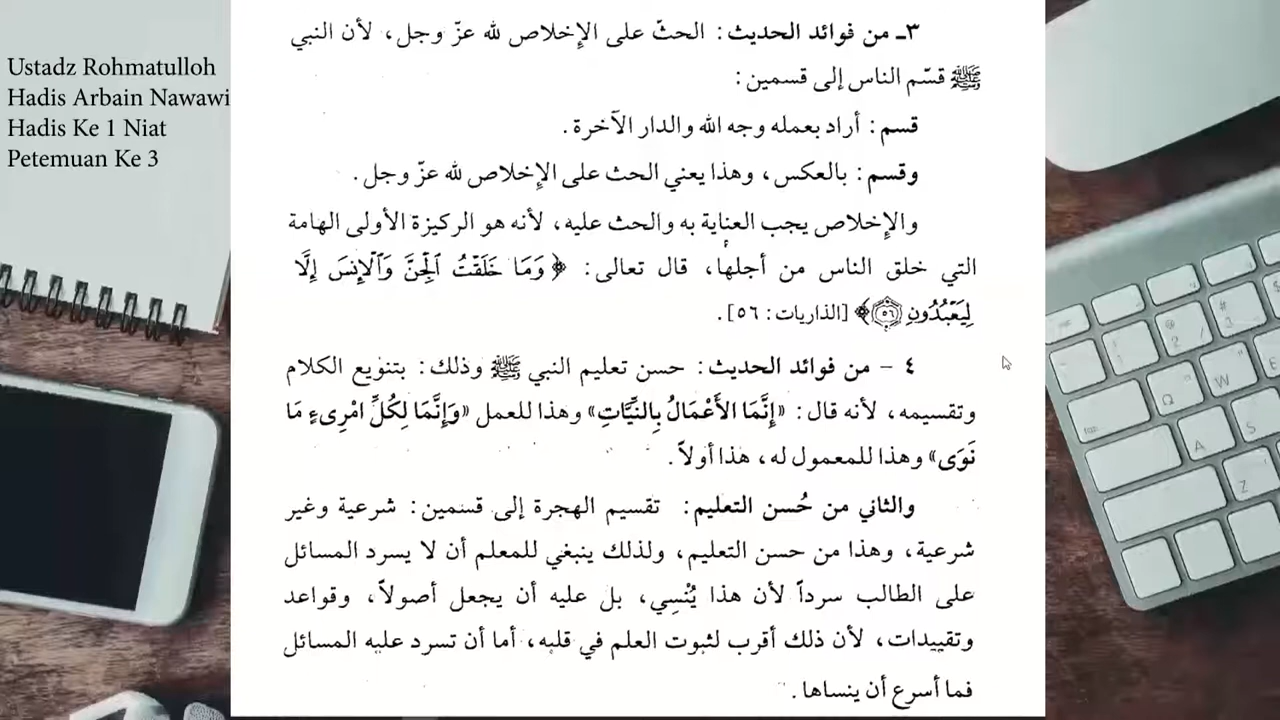 Ustadz Rohmatulloh
Hadis Arbain Nawawi
Hadis Ke 1 Niat
Petemuan Ke 3
٣ـ من فوائد الحديث: الحثّ على الإخلاص لله عزّ وجل، لأن النبي
ﷺ قسّم الناس إلى قسمين:
قسم: أراد بعمله وجه الله والدار الآخرة.
وقسم: بالعكس، وهذا يعني الحث على الإخلاص لله عزّ وجل.
والإخلاص يجب العناية به والحث عليه، لأنه هو الركيزة الأولى الهامة
التي خلق الناس من أجلها، قال تعالى: ﴿ وَمَا خَلَقْتُ ٱلْجِنَّ وَٱلْإِنسَ إِلَّا
لِيَعْبُدُونِ ۝٥٦﴾ [الذاريات: ٥٦].
٤ - من فوائد الحديث: حسن تعليم النبي ﷺ وذلك: بتنويع الكلام
وتقسيمه، لأنه قال: «إِنَّمَا الأَعْمَالُ بِالنِّيَّاتِ» وهذا للعمل «وَإِنَّمَا لِكُلِّ امْرِىءٍ مَا
نَوَى» وهذا للمعمول له، هذا أولاً.
والثاني من حُسن التعليم: تقسيم الهجرة إلى قسمين: شرعية وغير
شرعية، وهذا من حسن التعليم، ولذلك ينبغي للمعلم أن لا يسرد المسائل
على الطالب سرداً لأن هذا يُنْسِي، بل عليه أن يجعل أصولاً، وقواعد
وتقييدات، لأن ذلك أقرب لثبوت العلم في قلبه، أما أن تسرد عليه المسائل
فما أسرع أن ينساها.